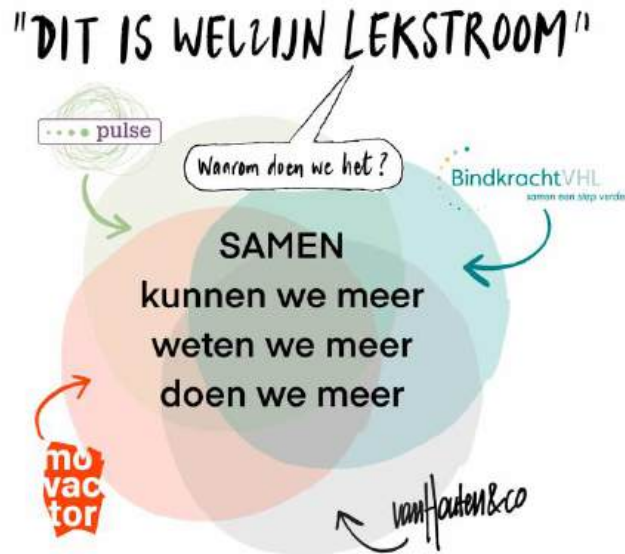 "DIT IS WELZIJN LEKSTROOM"
pulse
Waarom doen we het?
BindkrachtVHL
samen een stap verder
SAMEN
kunnen we meer
weten we meer
doen we meer
mo
vac
tor
vanHouten&co